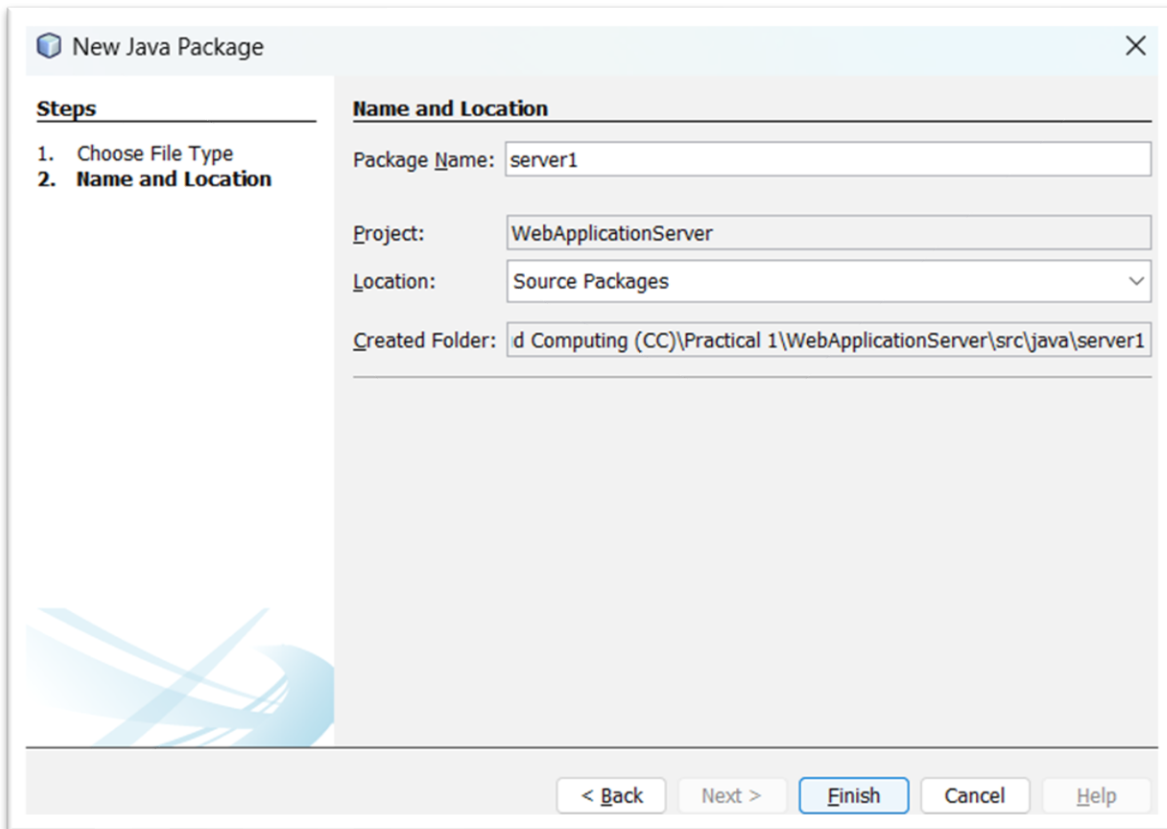 New Java Package
Steps
1. Choose File Type
2. Name and Location
Name and Location
Package Name: server1
Project: WebApplicationServer
Location: Source Packages
Created Folder: d Computing (CC)\Practical 1\WebApplicationServer\src\java\server1
< Back Next > Finish Cancel Help